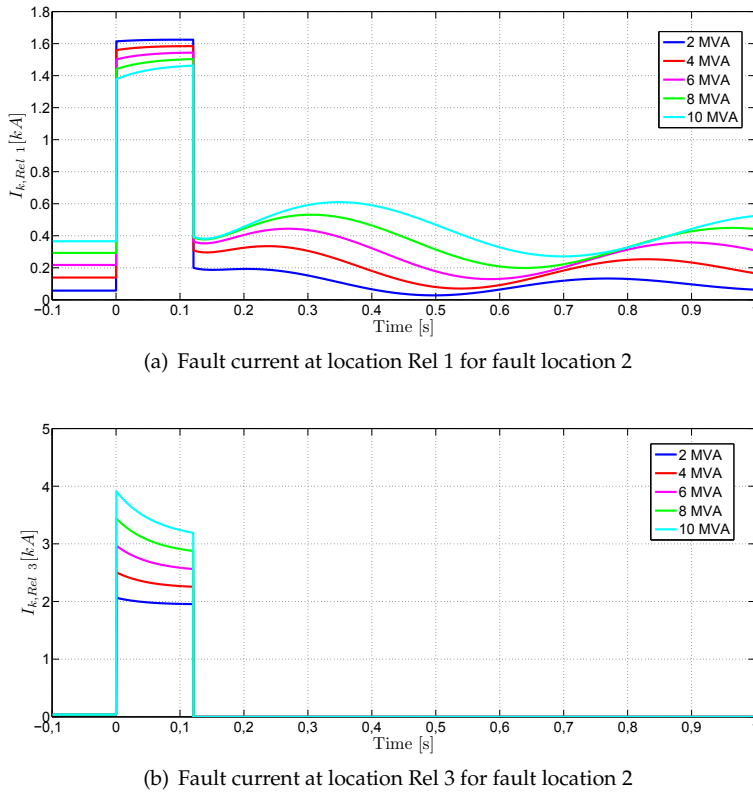 1.8
1.6
1.4
1.2
1
0.8
0.6
0.4
0.2
0
I_{k,Rel 1}[kA]
2 MVA
4 MVA
6 MVA
8 MVA
10 MVA
−0.1 0 0.1 0.2 0.3 0.4 0.5 0.6 0.7 0.8 0.9 1
Time [s]
(a) Fault current at location Rel 1 for fault location 2
5
4
3
2
1
0
I_{k,Rel 3}[kA]
2 MVA
4 MVA
6 MVA
8 MVA
10 MVA
−0,1 0 0,1 0,2 0,3 0,4 0,5 0,6 0,7 0,8 0,9
Time [s]
(b) Fault current at location Rel 3 for fault location 2